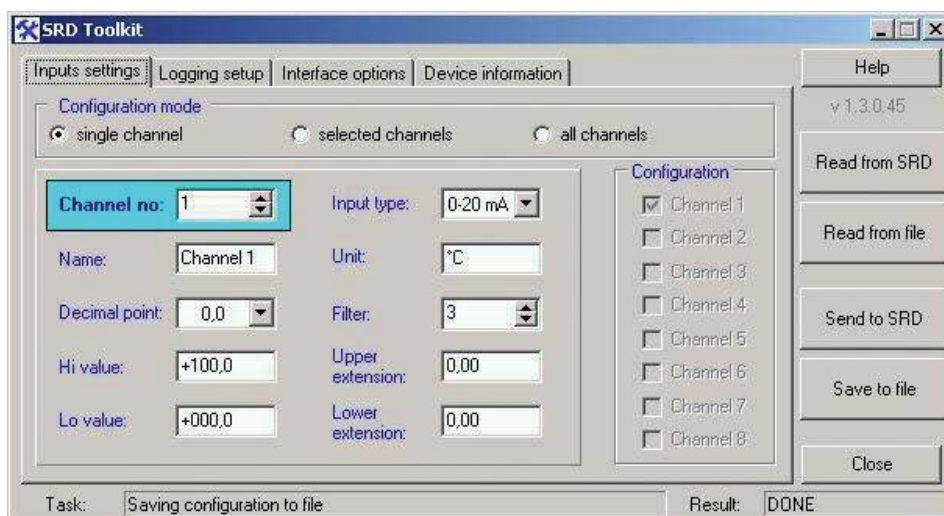 SRD Toolkit
Inputs settings Logging setup Interface options Device information
Help
v 1.3.0.45
Configuration mode
single channel selected channels all channels
Read from SRD
Read from file
Send to SRD
Save to file
Close
Channel no: 1 Input type: 0-20 mA
Name: Channel 1 Unit: °C
Decimal point: 0,0 Filter: 3
Hi value: +100,0 Upper extension: 0,00
Lo value: +000,0 Lower extension: 0,00
Configuration
Channel 1
Channel 2
Channel 3
Channel 4
Channel 5
Channel 6
Channel 7
Channel 8
Task: Saving configuration to file Result: DONE